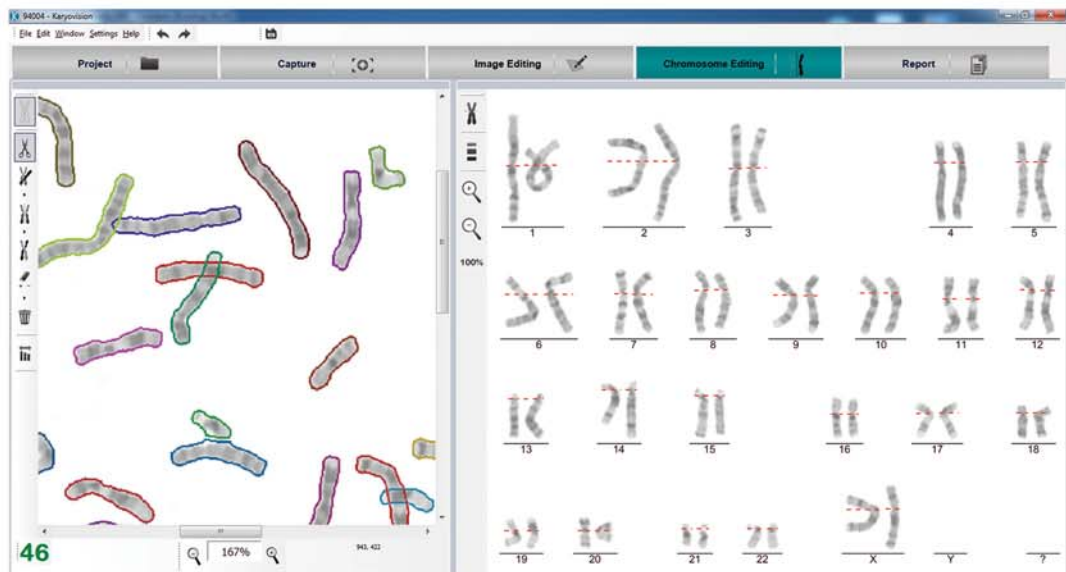 94004 - Karyovision
File Edit Window Settings Help
Project Capture Image Editing Chromosome Editing Report
1 2 3 4 5
100%
6 7 8 9 10 11 12
13 14 15 16 17 18
19 20 21 22 X Y ?
46 167% 943, 422